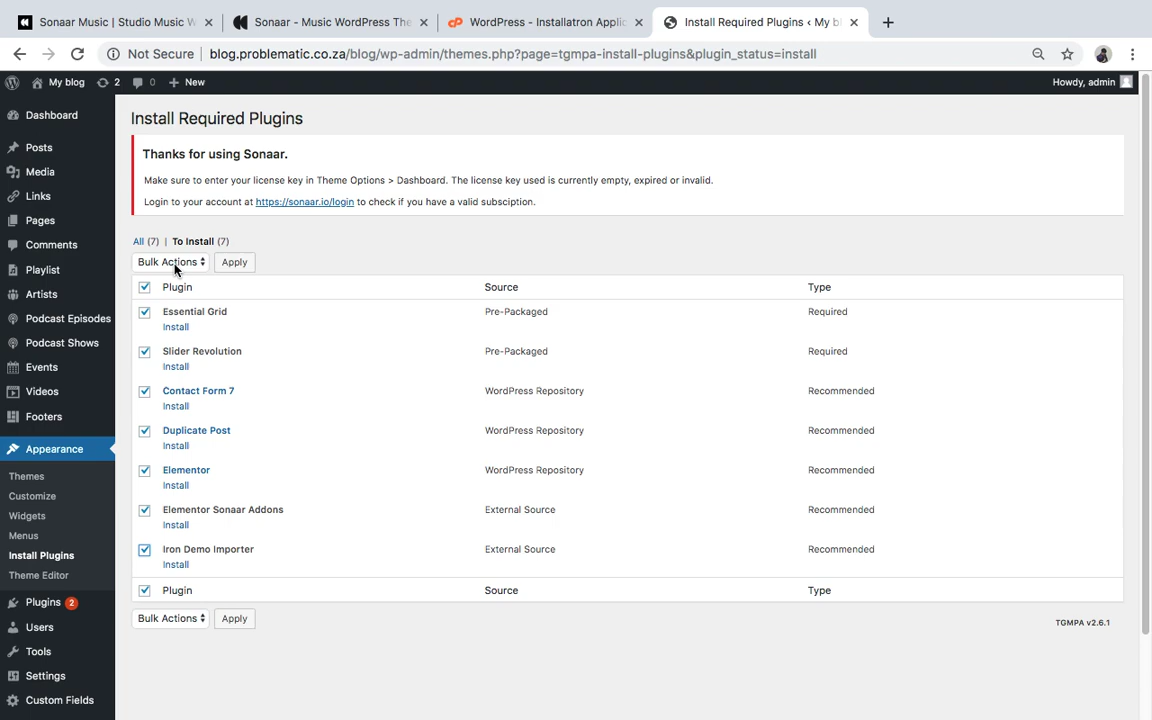 Sonaar Music | Studio Music W
Sonaar - Music WordPress The
WordPress - Installatron Applic
Install Required Plugins ‹ My b
Not Secure | blog.problematic.co.za/blog/wp-admin/themes.php?page=tgmpa-install-plugins&plugin_status=install
My blog 2 0 + New Howdy, admin
Dashboard
Posts
Media
Links
Pages
Comments
Playlist
Artists
Podcast Episodes
Podcast Shows
Events
Videos
Footers
Appearance
Themes
Customize
Widgets
Menus
Install Plugins
Theme Editor
Plugins 2
Users
Tools
Settings
Custom Fields
Install Required Plugins
Thanks for using Sonaar.
Make sure to enter your license key in Theme Options > Dashboard. The license key used is currently empty, expired or invalid.
Login to your account at https://sonaar.io/login to check if you have a valid subsciption.
All (7) | To Install (7)
Bulk Actions Apply
Plugin Source Type
Essential Grid Pre-Packaged Required
Install
Slider Revolution Pre-Packaged Required
Install
Contact Form 7 WordPress Repository Recommended
Install
Duplicate Post WordPress Repository Recommended
Install
Elementor WordPress Repository Recommended
Install
Elementor Sonaar Addons External Source Recommended
Install
Iron Demo Importer External Source Recommended
Install
Plugin Source Type
Bulk Actions Apply
TGMPA v2.6.1